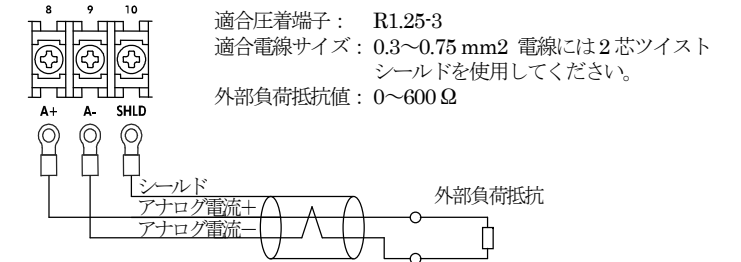 8 9 10
A+ A- SHLD
適合圧着端子： R1.25-3
適合電線サイズ：0.3～0.75 mm2 電線には2芯ツイスト
シールドを使用してください。
外部負荷抵抗値：0～600 Ω
シールド
アナログ電流＋
アナログ電流－
外部負荷抵抗